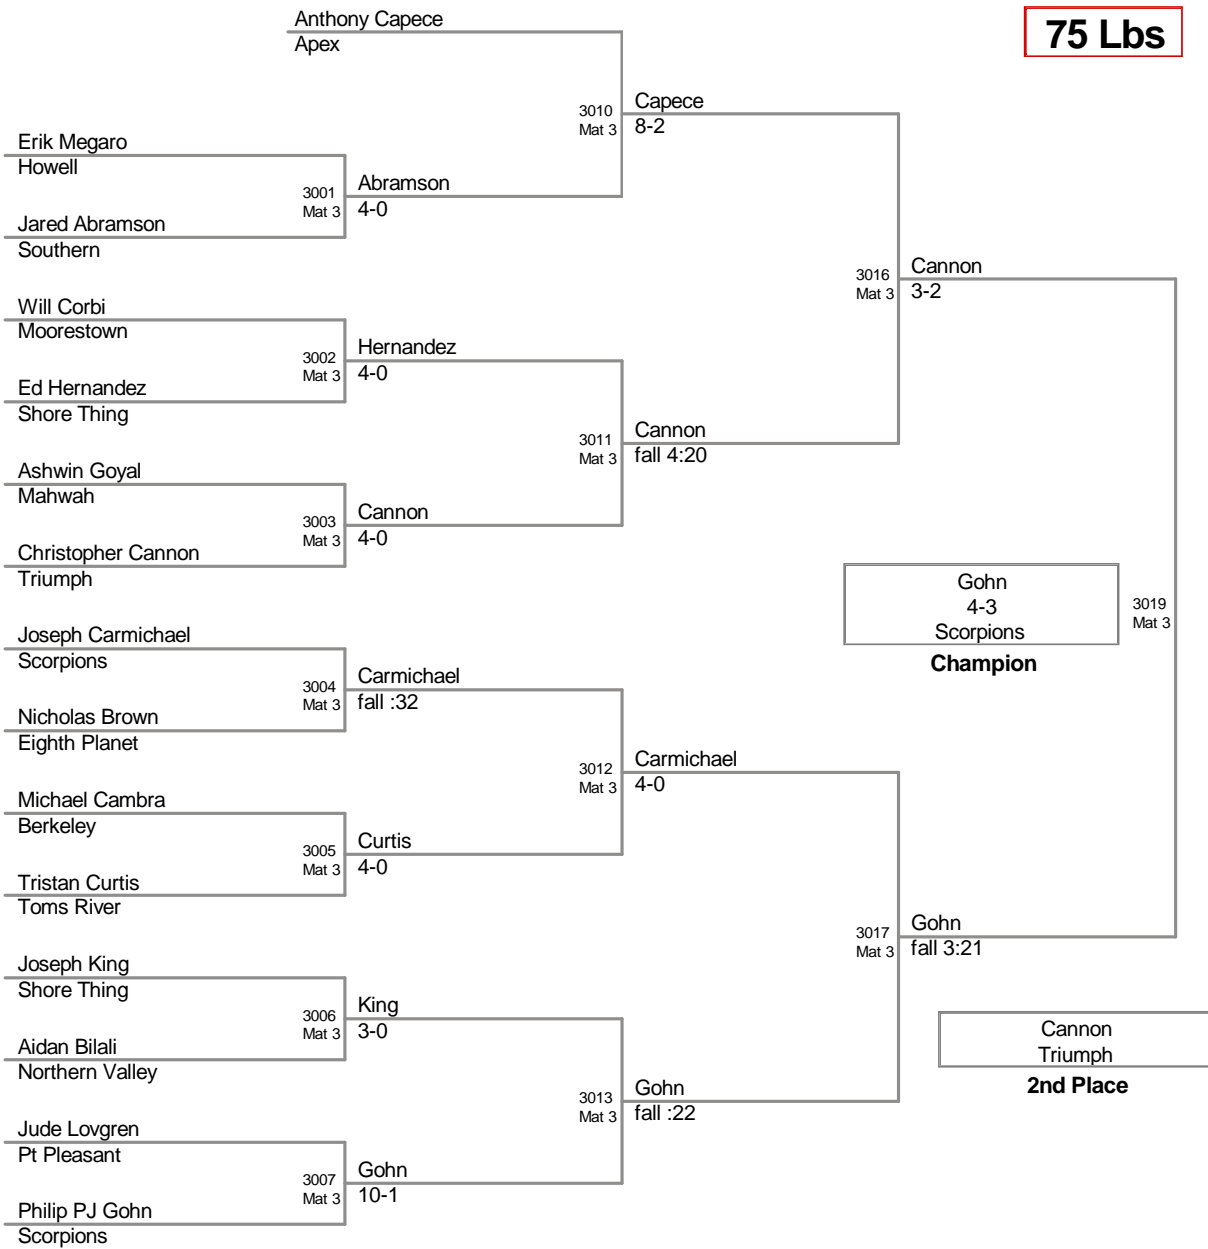 Anthony Capece
Apex
75 Lbs
3010
Mat 3
Capece
8-2
Erik Megaro
Howell
3001
Mat 3
Abramson
4-0
Jared Abramson
Southern
3016
Mat 3
Cannon
3-2
Will Corbi
Moorestown
3002
Mat 3
Hernandez
4-0
Ed Hernandez
Shore Thing
3011
Mat 3
Cannon
fall 4:20
Ashwin Goyal
Mahwah
3003
Mat 3
Cannon
4-0
Christopher Cannon
Triumph
Gohn
4-3
Scorpions
Champion
3019
Mat 3
Joseph Carmichael
Scorpions
3004
Mat 3
Carmichael
fall :32
Nicholas Brown
Eighth Planet
3012
Mat 3
Carmichael
4-0
Michael Cambra
Berkeley
3005
Mat 3
Curtis
4-0
Tristan Curtis
Toms River
3017
Mat 3
Gohn
fall 3:21
Joseph King
Shore Thing
3006
Mat 3
King
3-0
Aidan Bilali
Northern Valley
Cannon
Triumph
2nd Place
3013
Mat 3
Gohn
fall :22
Jude Lovgren
Pt Pleasant
3007
Mat 3
Gohn
10-1
Philip PJ Gohn
Scorpions